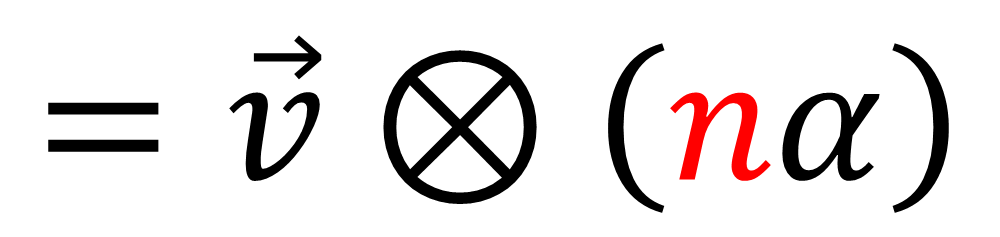 = v⃗ ⊗ (nα)